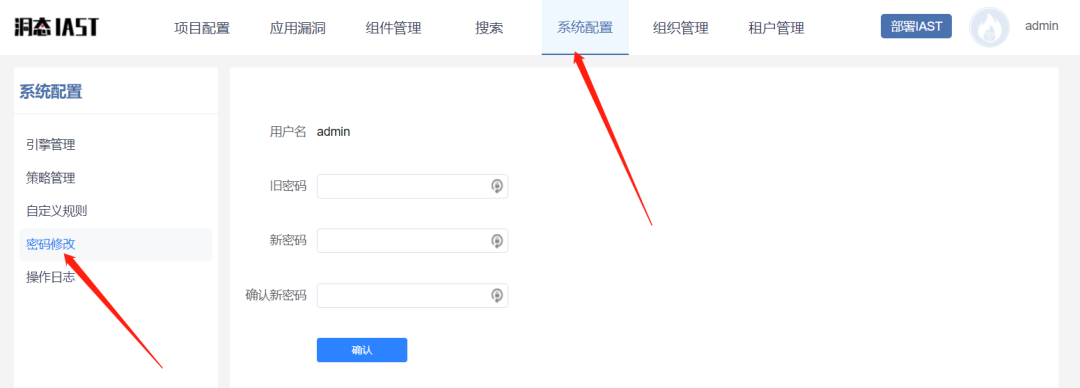 洞态IAST 项目配置 应用漏洞 组件管理 搜索 系统配置 组织管理 租户管理 部署IAST admin
系统配置
引擎管理
策略管理
自定义规则
密码修改
操作日志
用户名 admin
旧密码
新密码
确认新密码
确认